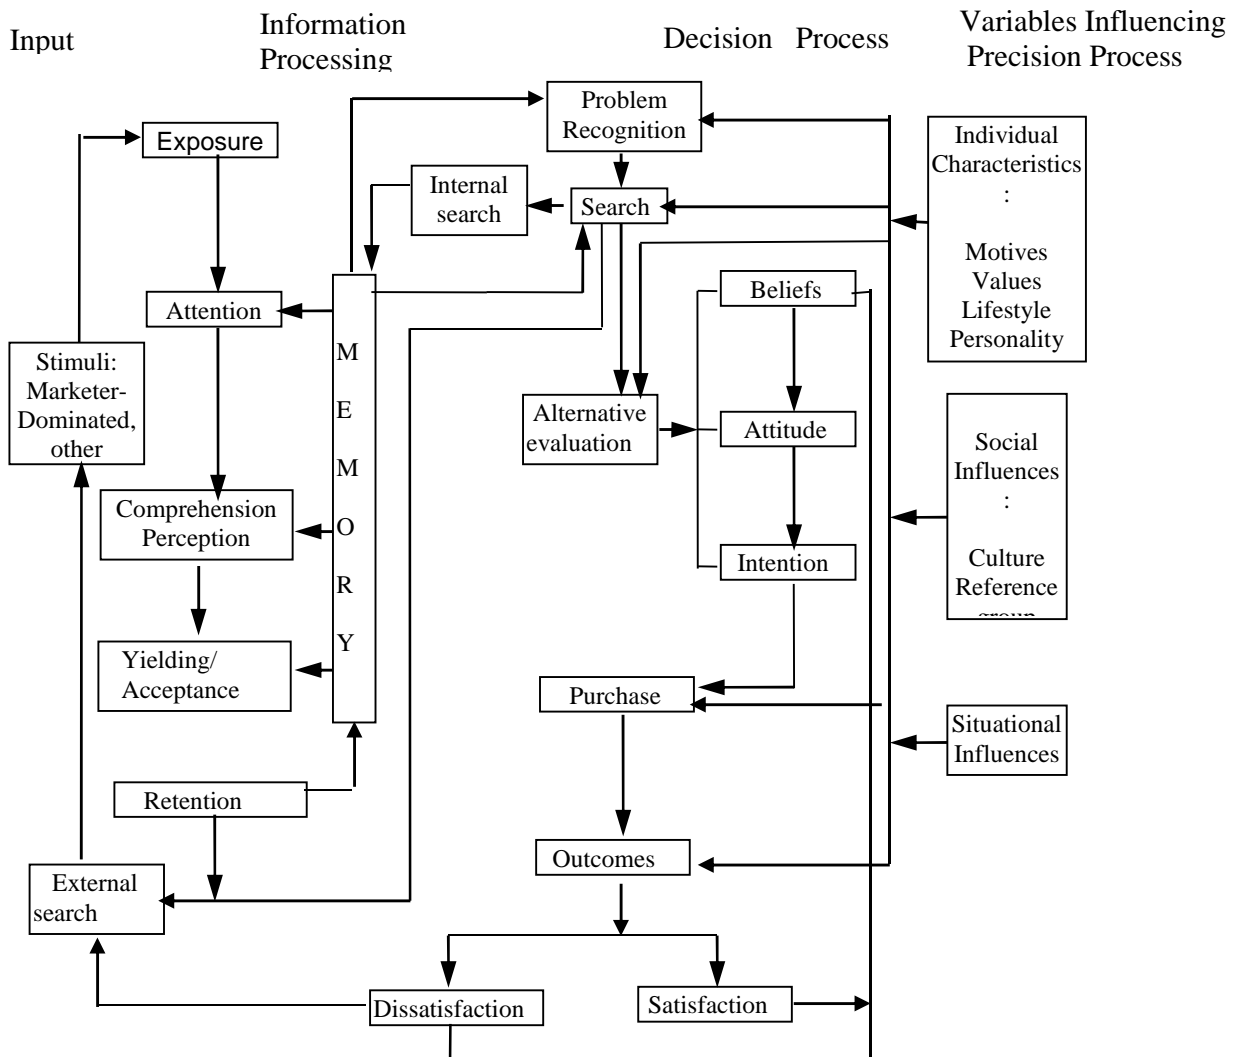 Input
Information
Processing
Decision Process
Variables Influencing
Precision Process
Exposure
Attention
Stimuli:
Marketer-
Dominated,
other
Comprehension
Perception
Yielding/
Acceptance
Retention
External
search
Internal
search
M
E
M
O
R
Y
Problem
Recognition
Search
Alternative
evaluation
Beliefs
Attitude
Intention
Purchase
Outcomes
Dissatisfaction
Satisfaction
Individual
Characteristics
:
Motives
Values
Lifestyle
Personality
Social
Influences
:
Culture
Reference
group
Situational
Influences